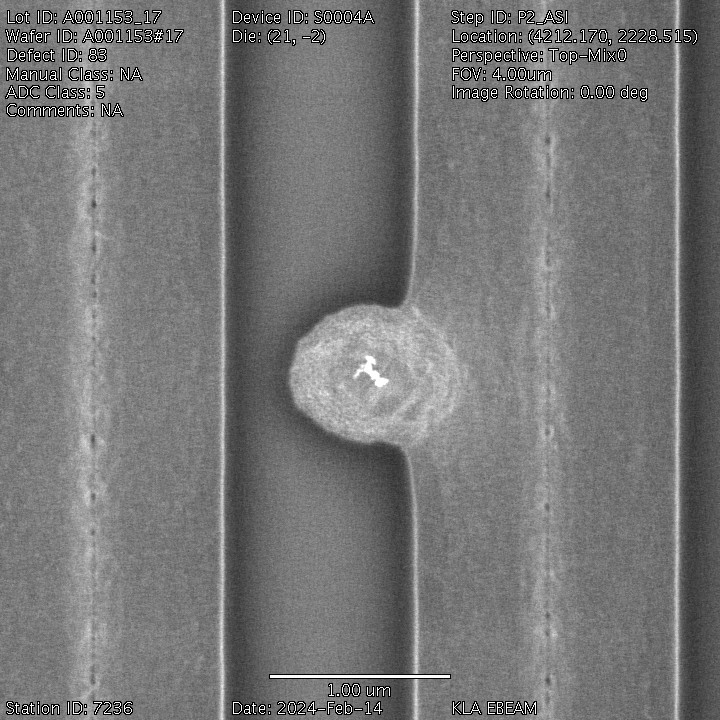 Lot ID: A001153_17
Wafer ID: A001153#17
Defect ID: 83
Manual Class: NA
ADC Class: 5
Comments: NA
Device ID: S0004A
Die: (21, -2)
Step ID: P2_ASI
Location: (4212.170, 2228.515)
Perspective: Top-Mix0
FOV: 4.00um
Image Rotation: 0.00 deg
1.00 um
Station ID: 7236
Date: 2024-Feb-14
KLA EBEAM